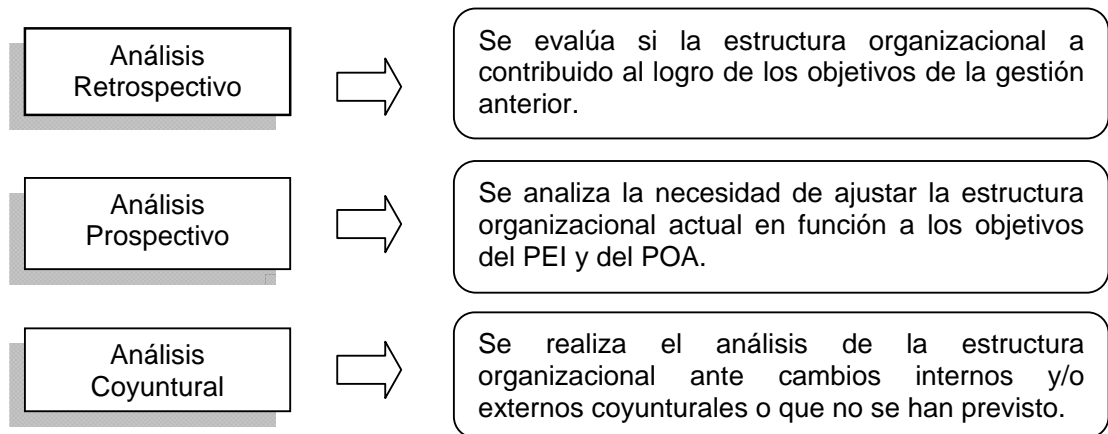 Análisis
Retrospectivo
Se evalúa si la estructura organizacional a
contribuido al logro de los objetivos de la gestión
anterior.
Análisis
Prospectivo
Se analiza la necesidad de ajustar la estructura
organizacional actual en función a los objetivos
del PEI y del POA.
Análisis
Coyuntural
Se realiza el análisis de la estructura
organizacional ante cambios internos y/o
externos coyunturales o que no se han previsto.